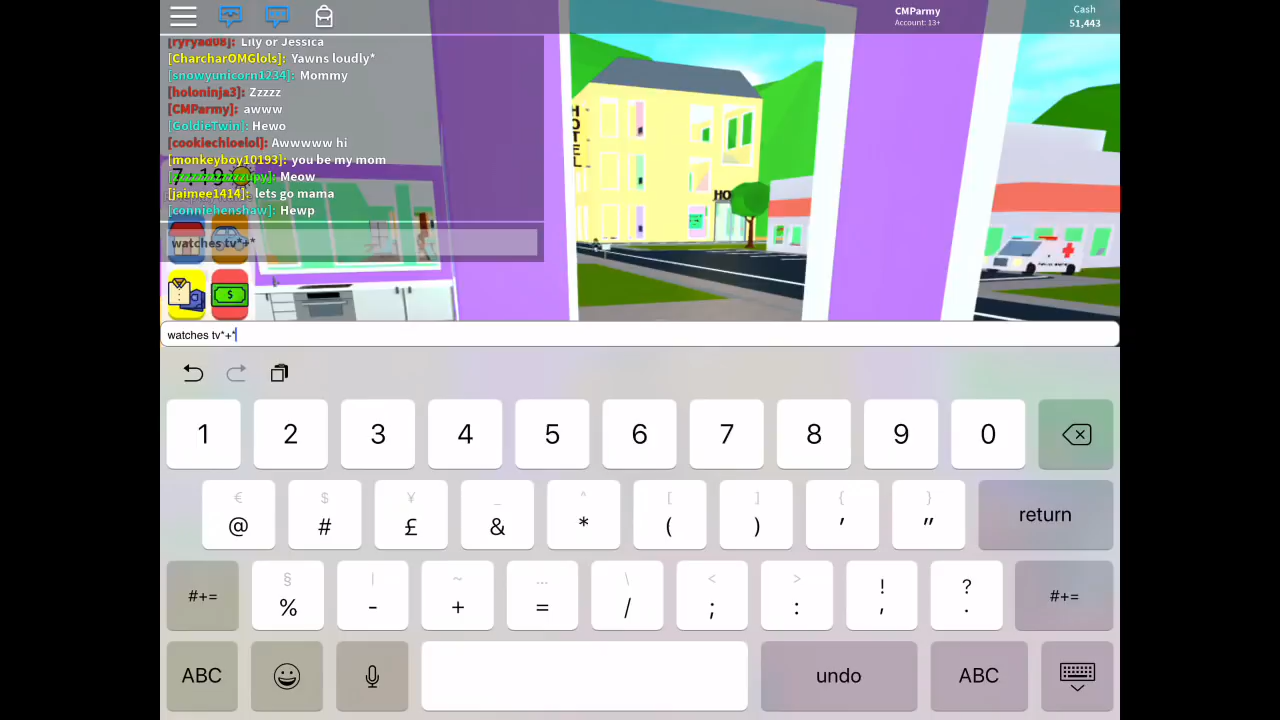 CMPArmy
Account: 13+
Cash
51,443
[ryryad08]: Lily or Jessica
[CharcharOMGlols]: Yawns loudly*
[snowyunicorn1234]: Mommy
[holoninja3]: Zzzzz
[CMPArmy]: awww
[GoldieTwin]: Hewo
[cookiechloelol]: Awwwww hi
[monkeyboy10193]: you be my mom
Meow
[jaimee1414]: lets go mama
[conniehenshaw]: Hewp
7:19
watches tv*+*
HOTEL
HO
$
watches tv*+*
1 2 3 4 5 6 7 8 9 0
€ $ ¥ _ ^ [ ] { }
@ # £ & * ( ) ' " return
§ | ~ … \ < > ! ?
#+= % - + = / ; : , . #+=
ABC undo ABC